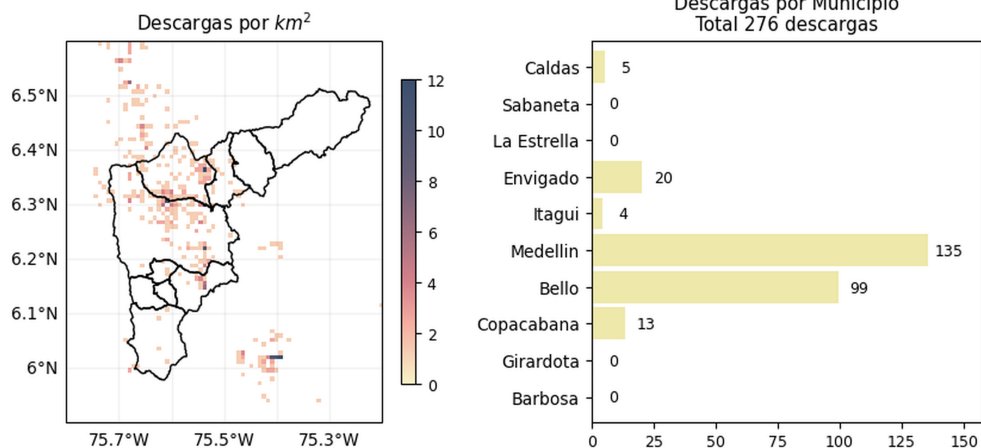 Descargas por km²
6.5°N
6.4°N
6.3°N
6.2°N
6.1°N
6°N
75.7°W 75.5°W 75.3°W
12
10
8
6
4
2
0
Descargas por Municipio
Total 276 descargas
Caldas 5
Sabaneta 0
La Estrella 0
Envigado 20
Itagui 4
Medellin 135
Bello 99
Copacabana 13
Girardota 0
Barbosa 0
0 25 50 75 100 125 150